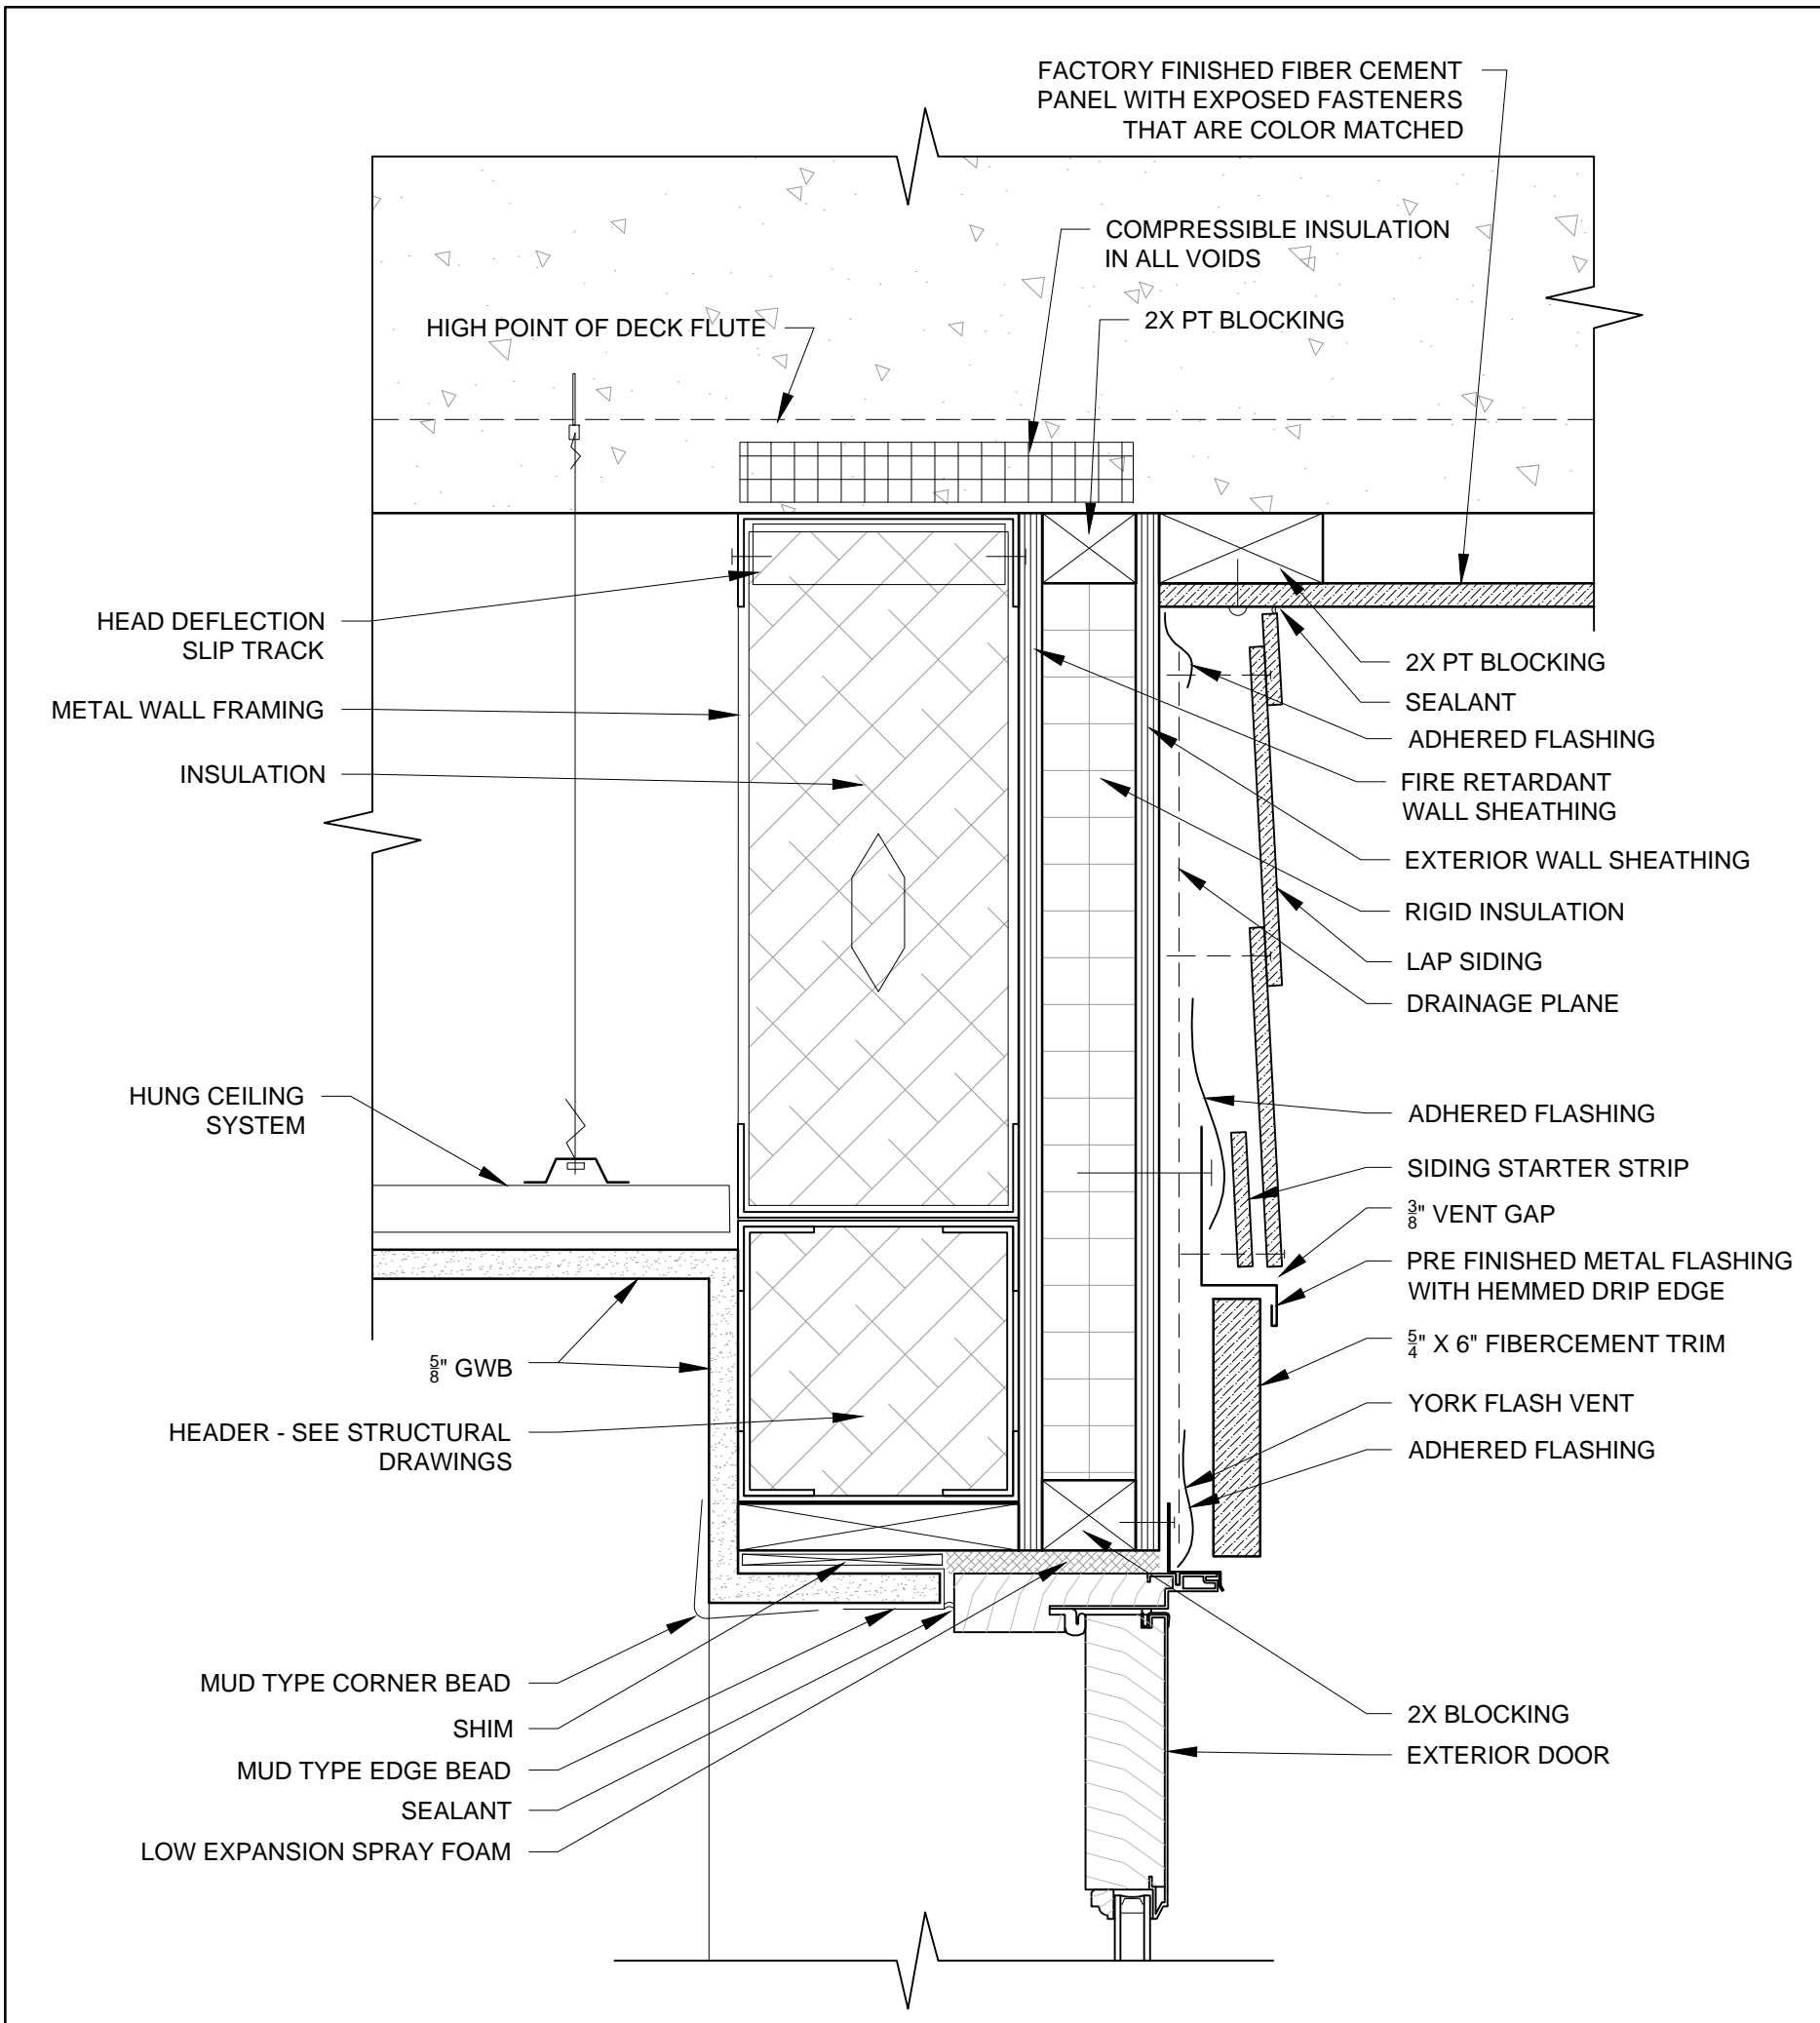 FACTORY FINISHED FIBER CEMENT
PANEL WITH EXPOSED FASTENERS
THAT ARE COLOR MATCHED
COMPRESSIBLE INSULATION
IN ALL VOIDS
HIGH POINT OF DECK FLUTE
2X PT BLOCKING
HEAD DEFLECTION
SLIP TRACK
METAL WALL FRAMING
INSULATION
HUNG CEILING
SYSTEM
5/8" GWB
HEADER - SEE STRUCTURAL
DRAWINGS
MUD TYPE CORNER BEAD
SHIM
MUD TYPE EDGE BEAD
SEALANT
LOW EXPANSION SPRAY FOAM
2X PT BLOCKING
SEALANT
ADHERED FLASHING
FIRE RETARDANT
WALL SHEATHING
EXTERIOR WALL SHEATHING
RIGID INSULATION
LAP SIDING
DRAINAGE PLANE
ADHERED FLASHING
SIDING STARTER STRIP
3/8" VENT GAP
PRE FINISHED METAL FLASHING
WITH HEMMED DRIP EDGE
5/4" X 6" FIBERCEMENT TRIM
YORK FLASH VENT
ADHERED FLASHING
2X BLOCKING
EXTERIOR DOOR